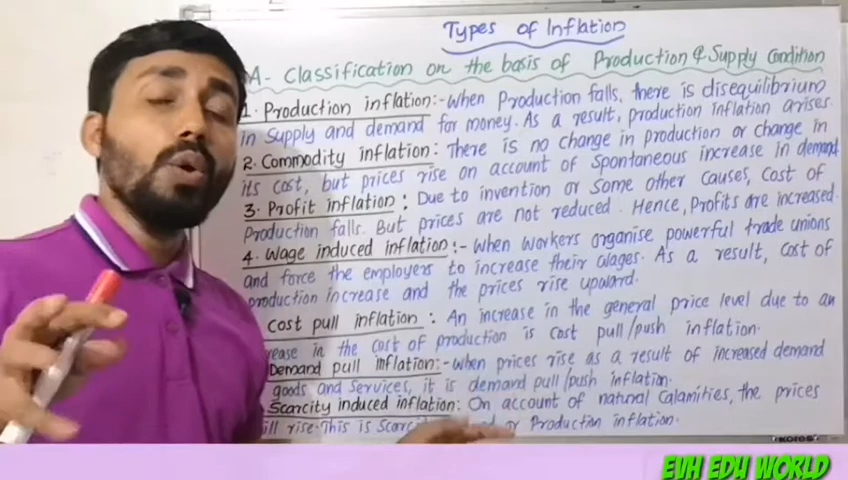 Types of Inflation
A- Classification on the basis of Production & Supply Condition
1. Production inflation:- When Production falls, there is disequilibrium
in Supply and demand for money. As a result, production inflation arises.
2. Commodity inflation: There is no change in production or change in
its cost, but prices rise on account of Spontaneous increase in demand
3. Profit inflation: Due to invention or some other causes, Cost of
Production falls. But prices are not reduced. Hence, Profits are increased.
4. Wage induced inflation:- When Workers organise powerful trade unions
and force the employers to increase their wages. As a result, Cost of
production increase and the prices rise upward.
Cost pull inflation: An increase in the general price level due to an
rease in the cost of production is cost pull/push inflation.
Demand pull inflation:- When prices rise as a result of increased demand
goods and Services, it is demand pull/push inflation.
Scarcity induced inflation: On account of natural Calamities, the prices
ill rise. This is Scarci or Production inflation.
KOROS
EVH EDU WORLD